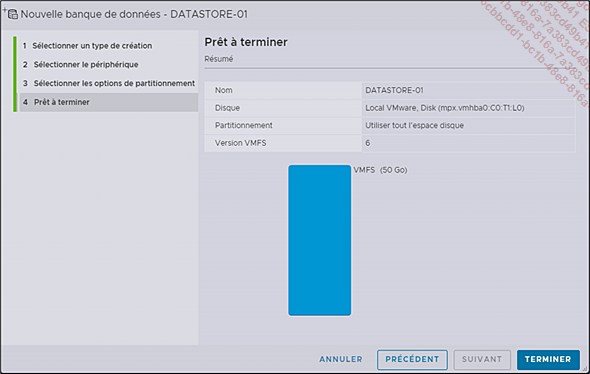 Nouvelle banque de données - DATASTORE-01
1 Sélectionner un type de création
2 Sélectionner le périphérique
3 Sélectionner les options de partitionnement
4 Prêt à terminer
Prêt à terminer
Résumé
Nom DATASTORE-01
Disque Local VMware, Disk (mpx.vmhba0:C0:T1:L0)
Partitionnement Utiliser tout l'espace disque
Version VMFS 6
VMFS (50 Go)
ANNULER PRÉCÉDENT SUIVANT TERMINER